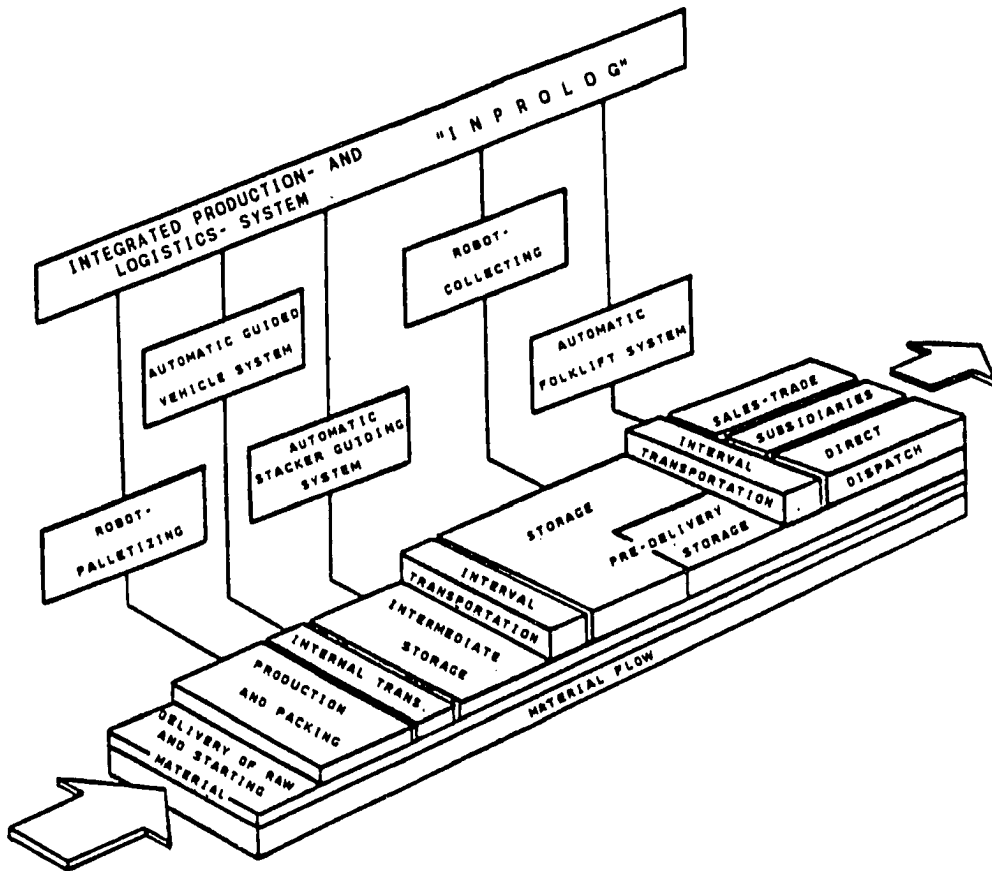 INTEGRATED PRODUCTION- AND
LOGISTICS- SYSTEM
"INPROLOG"
ROBOT-
COLLECTING
AUTOMATIC GUIDED
VEHICLE SYSTEM
AUTOMATIC
FOLKLIFT SYSTEM
AUTOMATIC
STACKER GUIDING
SYSTEM
ROBOT-
PALLETIZING
SALES-TRADE
SUBSIDIARIES
DIRECT
DISPATCH
INTERVAL
TRANSPORTATION
STORAGE
PRE-DELIVERY
STORAGE
INTERVAL
TRANSPORTATION
INTERMEDIATE
STORAGE
INTERNAL TRANS.
PRODUCTION
AND PACKING
DELIVERY OF RAW
AND STARTING
MATERIAL
MATERIAL FLOW